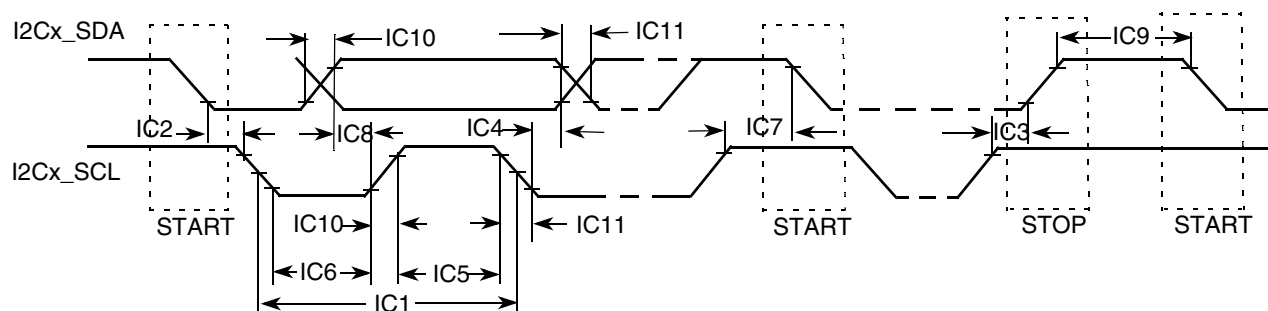 I2Cx_SDA
IC10
IC11
IC9
IC2
IC8
IC4
IC7
IC3
I2Cx_SCL
START
IC10
IC11
START
STOP
START
IC6
IC5
IC1